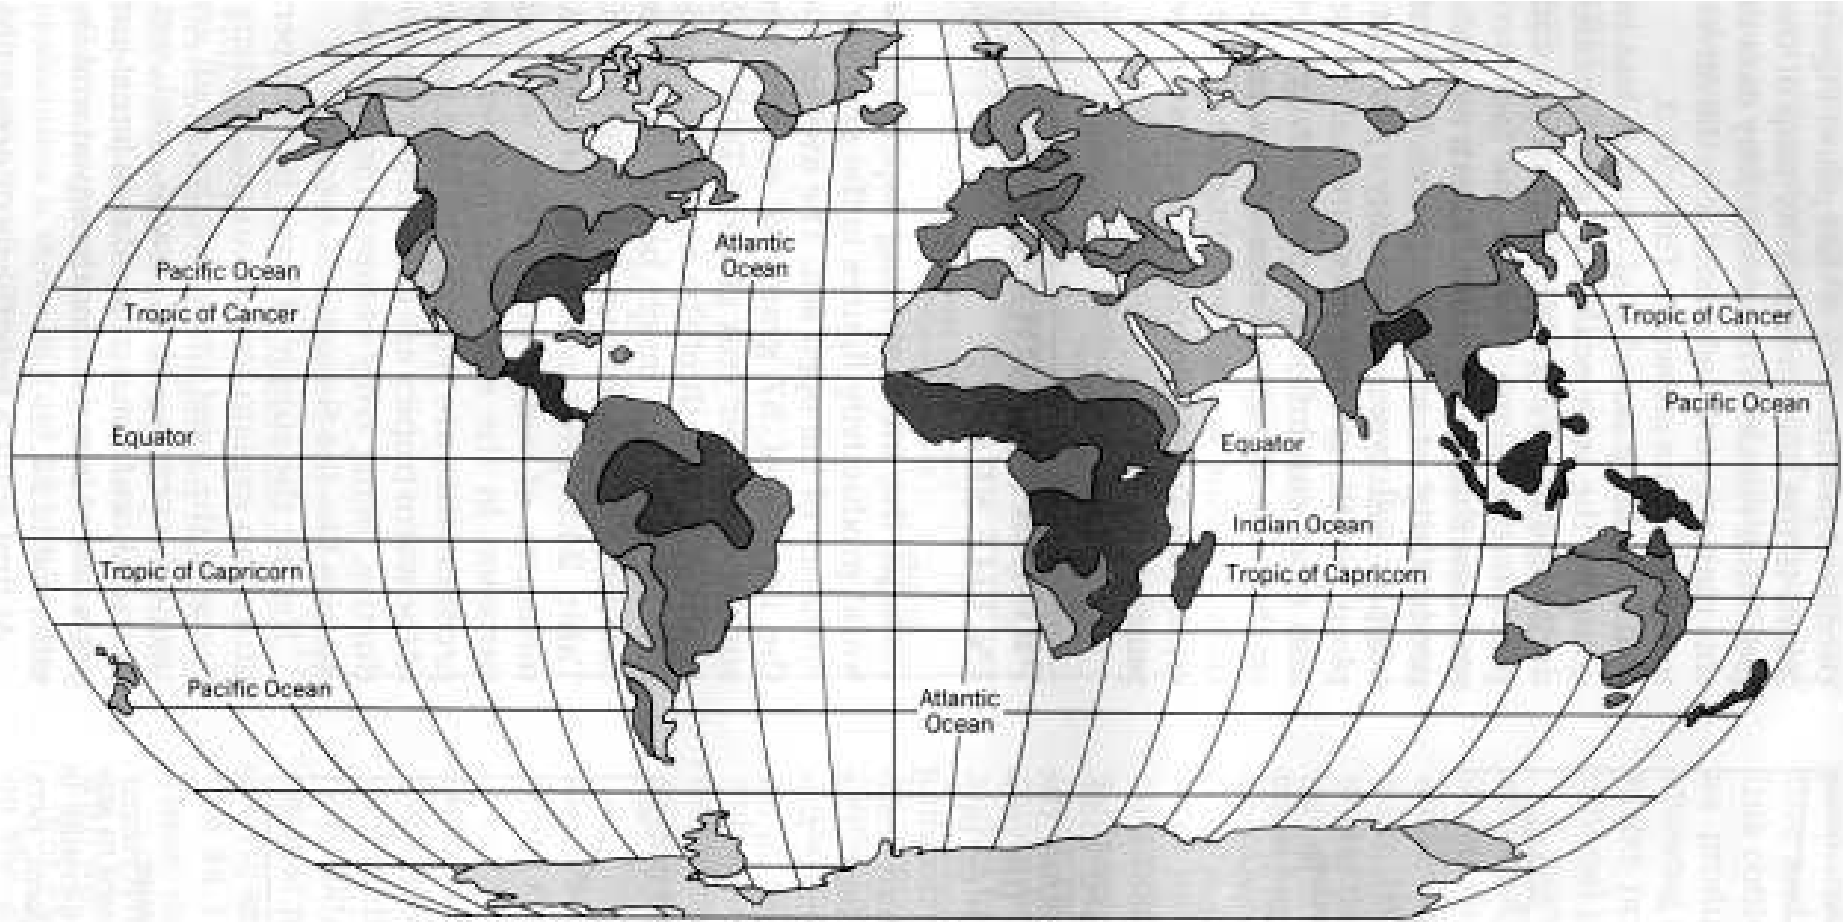 Atlantic
Ocean
Pacific Ocean
Tropic of Cancer
Tropic of Cancer
Pacific Ocean
Equator
Equator
Indian Ocean
Tropic of Capricorn
Tropic of Capricorn
Pacific Ocean
Atlantic
Ocean